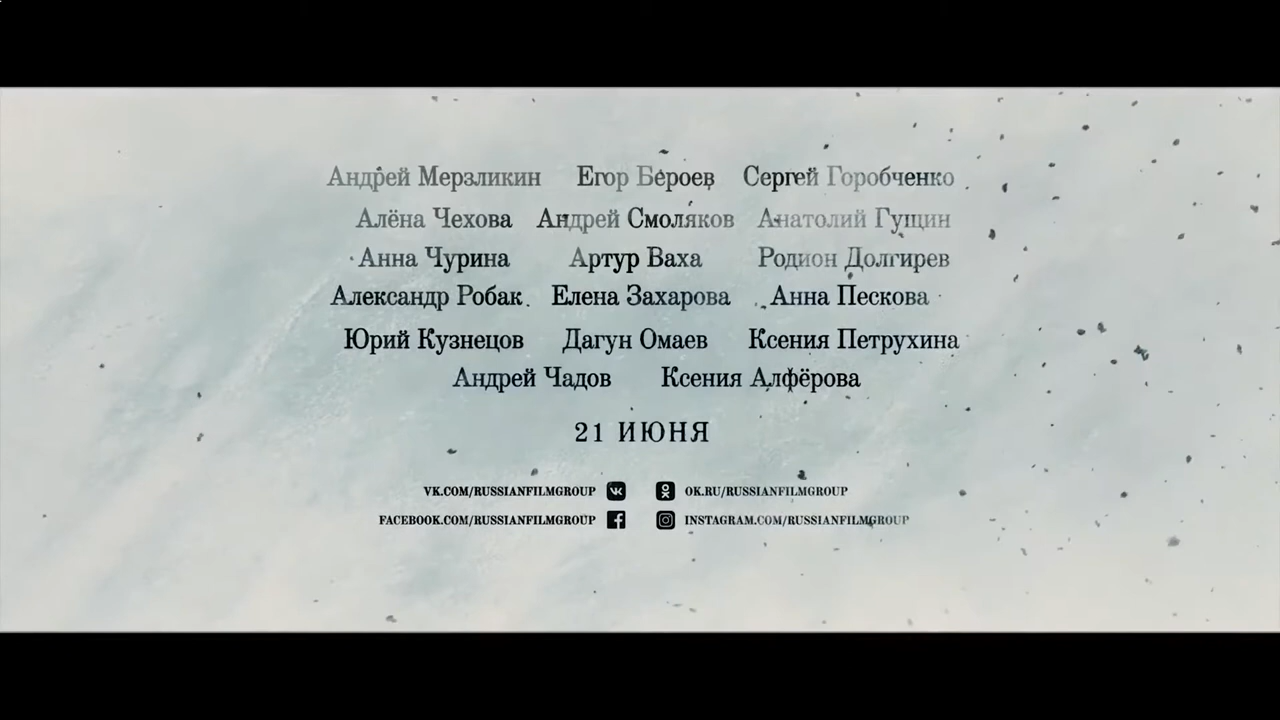 Андрей Мерзликин Егор Бероев Сергей Горобченко
Алёна Чехова Андрей Смоляков Анатолий Гущин
Анна Чурина Артур Ваха Родион Долгирев
Александр Робак Елена Захарова Анна Пескова
Юрий Кузнецов Дагун Омаев Ксения Петрухина
Андрей Чадов Ксения Алфёрова
21 ИЮНЯ
VK.COM/RUSSIANFILMGROUP OK.RU/RUSSIANFILMGROUP
FACEBOOK.COM/RUSSIANFILMGROUP INSTAGRAM.COM/RUSSIANFILMGROUP